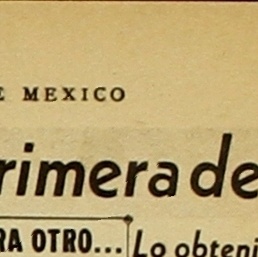 E MEXICO
rimera de
RA OTRO... Lo obteni